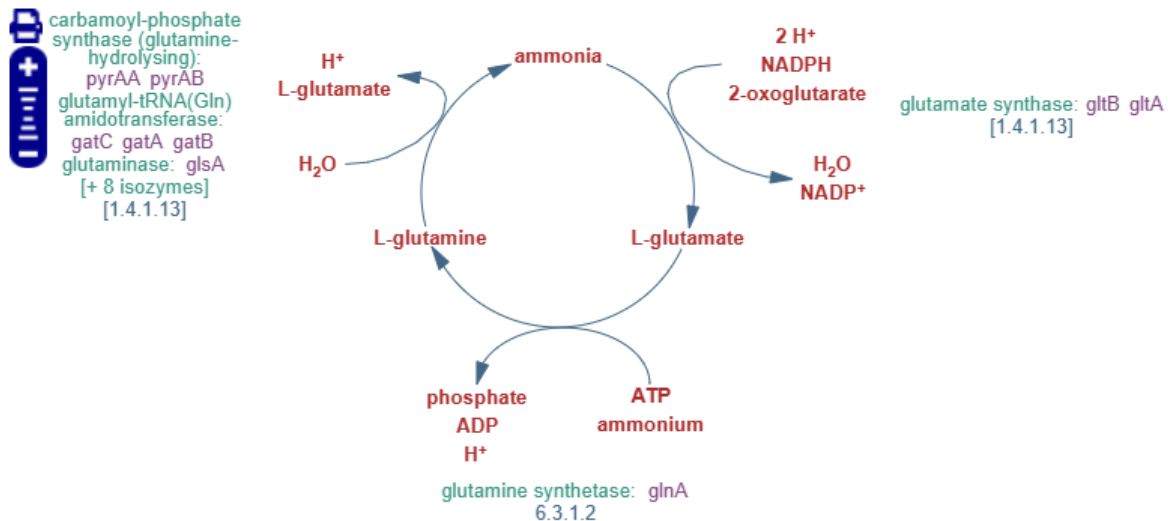 carbamoyl-phosphate
synthase (glutamine-
hydrolysing):
pyrAA pyrAB
glutamyl-tRNA(Gln)
amidotransferase:
gatC gatA gatB
glutaminase: glsA
[+ 8 isozymes]
[1.4.1.13]
H⁺
L-glutamate
H₂O
ammonia
2 H⁺
NADPH
2-oxoglutarate
glutamate synthase: gltB gltA
[1.4.1.13]
H₂O
NADP⁺
L-glutamine
L-glutamate
phosphate
ADP
H⁺
ATP
ammonium
glutamine synthetase: glnA
6.3.1.2